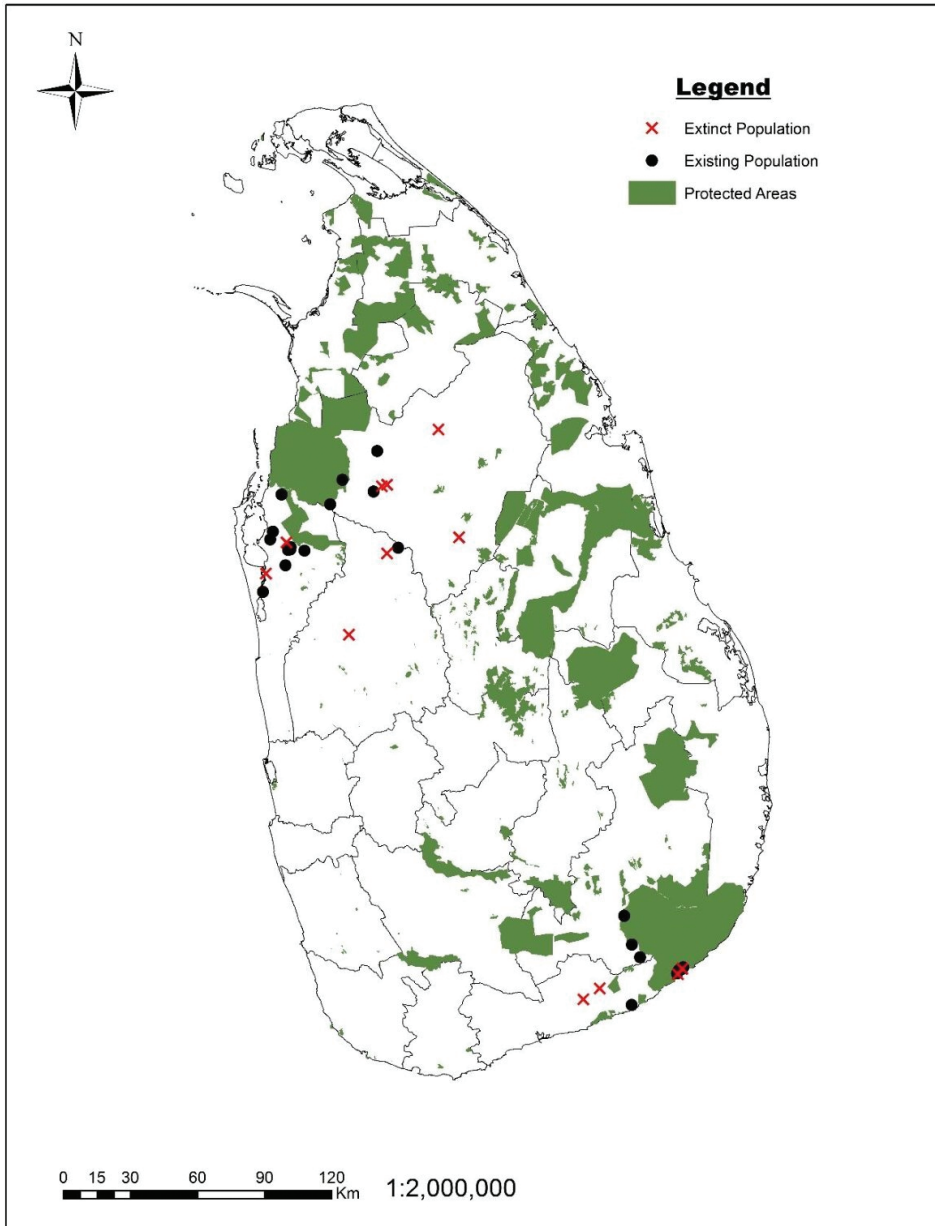 N
Legend
Extinct Population
Existing Population
Protected Areas
0 15 30 60 90 120
Km
1:2,000,000